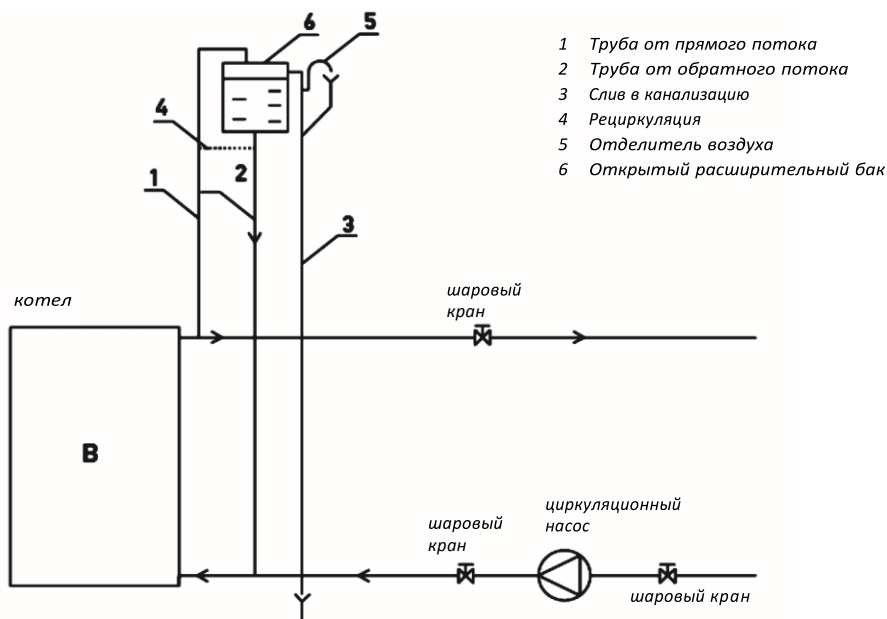 6
5
1 Труба от прямого потока
2 Труба от обратного потока
3 Слив в канализацию
4 Рециркуляция
5 Отделитель воздуха
6 Открытый расширительный бак
4
2
1
3
котел
шаровый
кран
B
циркуляционный
насос
шаровый
кран
шаровый кран